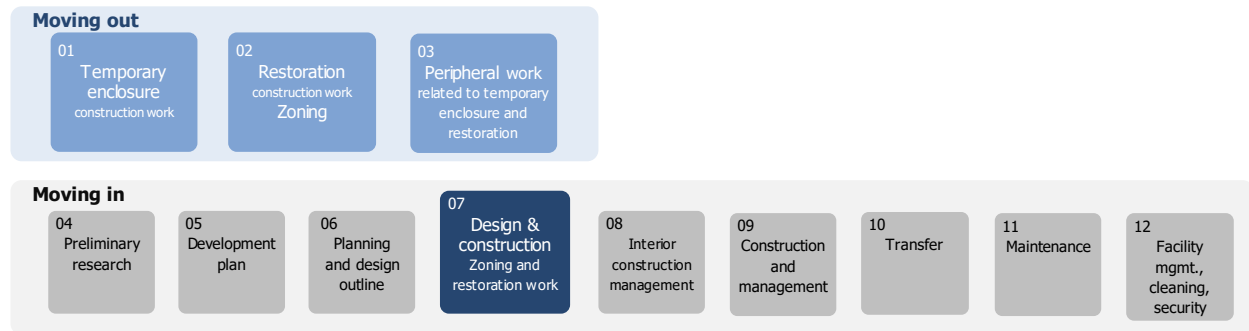 Moving out
01
Temporary
enclosure
construction work
02
Restoration
construction work
Zoning
03
Peripheral work
related to temporary
enclosure and
restoration
Moving in
04
Preliminary
research
05
Development
plan
06
Planning
and design
outline
07
Design &
construction
Zoning and
restoration work
08
Interior
construction
management
09
Construction
and
management
10
Transfer
11
Maintenance
12
Facility
mgmt.,
cleaning,
security